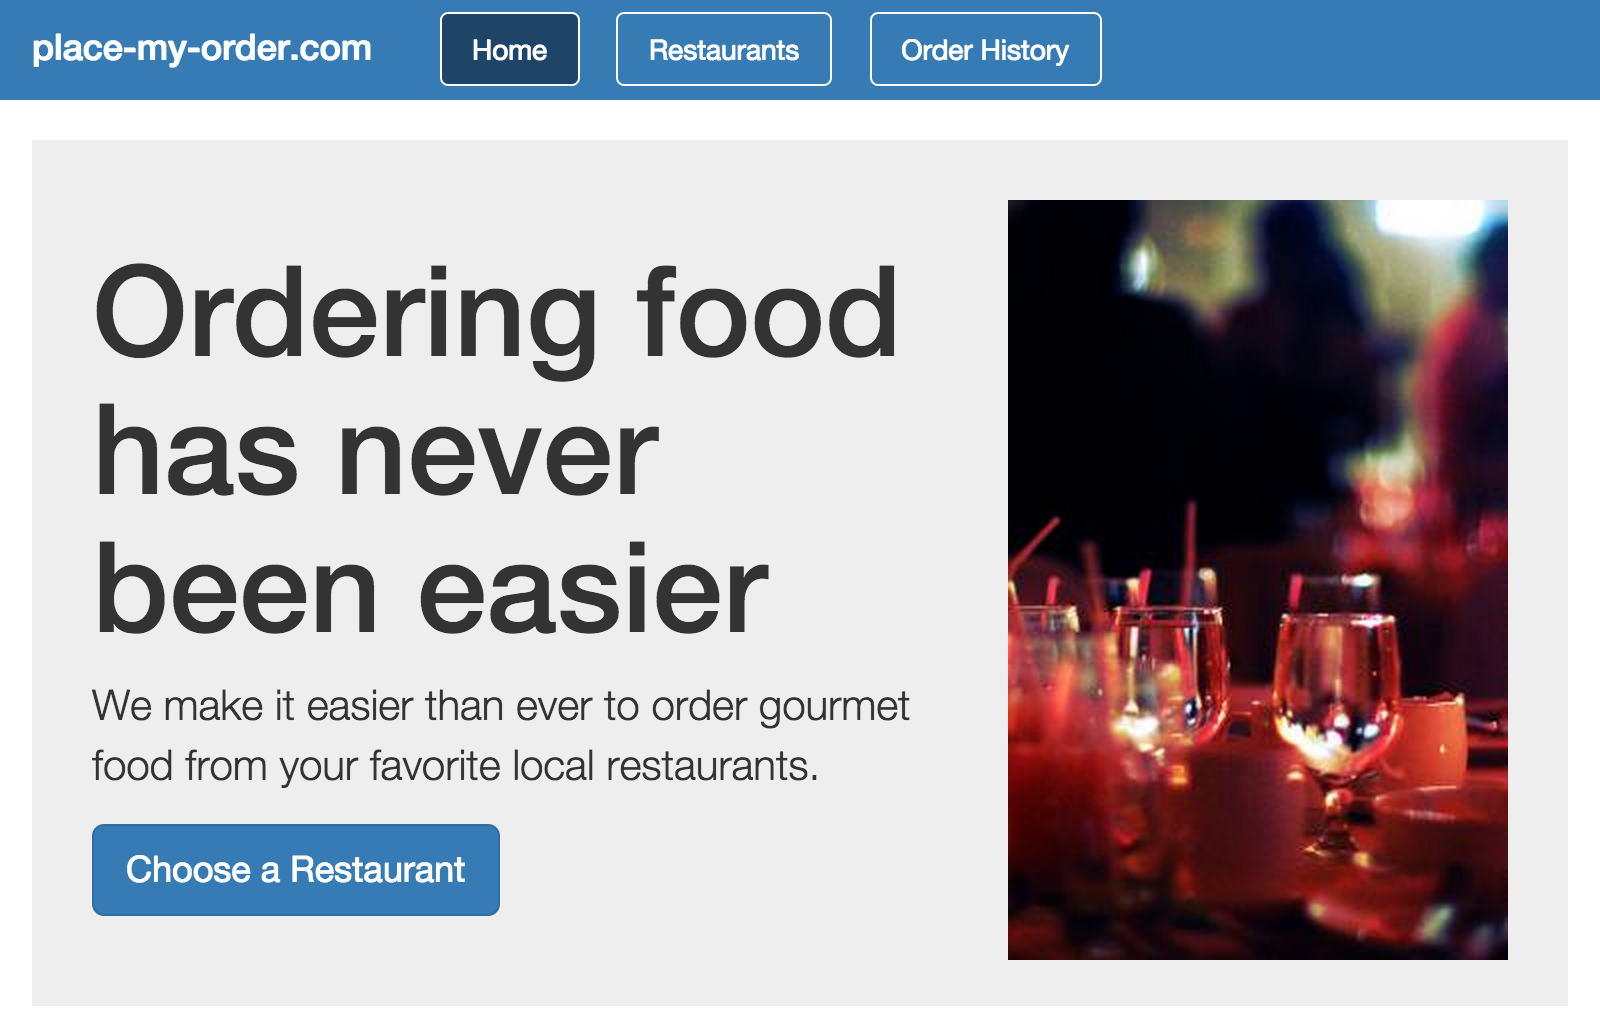 place-my-order.com
Home
Restaurants
Order History
Ordering food
has never
been easier
We make it easier than ever to order gourmet
food from your favorite local restaurants.
Choose a Restaurant